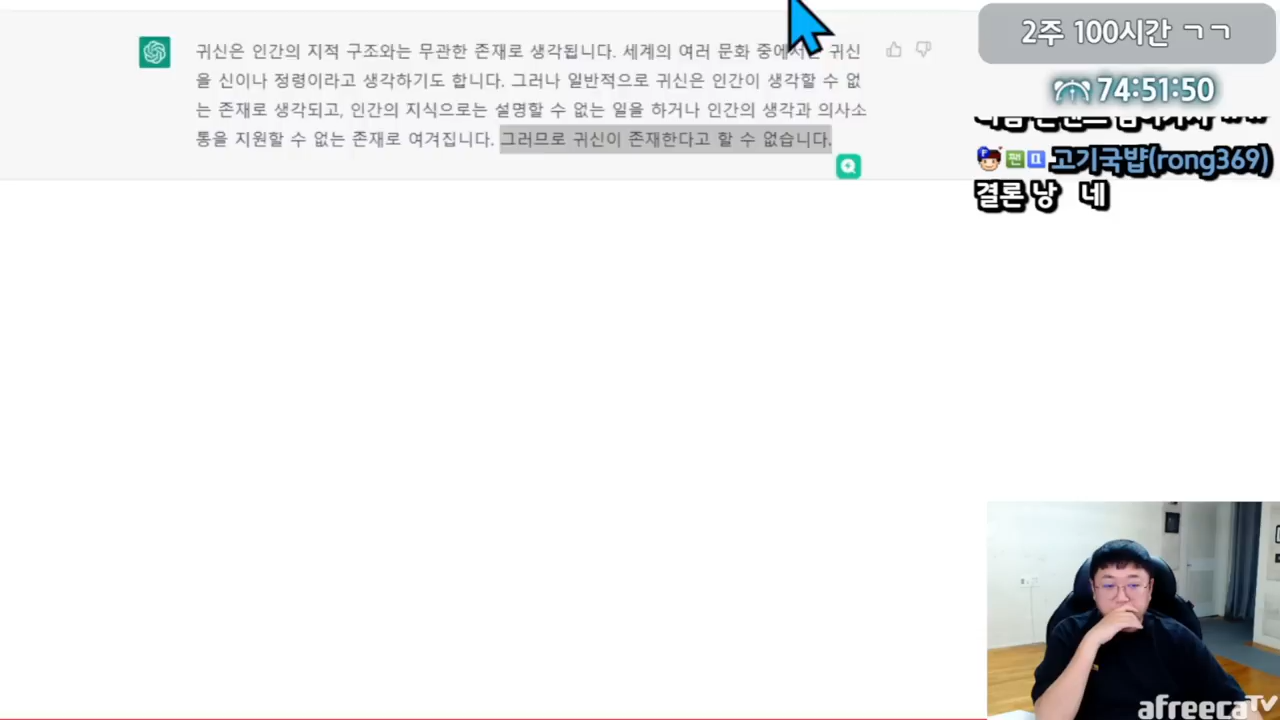 귀신은 인간의 지적 구조와는 무관한 존재로 생각됩니다. 세계의 여러 문화 중에서 귀신
을 신이나 정령이라고 생각하기도 합니다. 그러나 일반적으로 귀신은 인간이 생각할 수 없
는 존재로 생각되고, 인간의 지식으로는 설명할 수 없는 일을 하거나 인간의 생각과 의사소
통을 지원할 수 없는 존재로 여겨집니다. 그러므로 귀신이 존재한다고 할 수 없습니다.
2주 100시간 ㄱㄱ
74:51:50
팬 고기국뱝(rong369)
결론 낭 네
afreecaTV